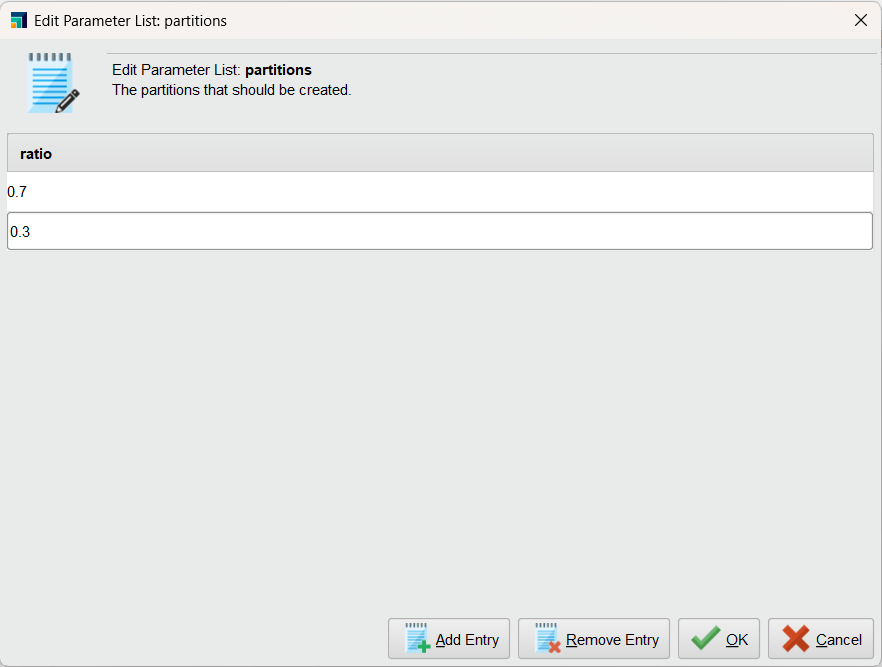 Edit Parameter List: partitions
Edit Parameter List: partitions
The partitions that should be created.
ratio
0.7
0.3
Add Entry Remove Entry OK Cancel